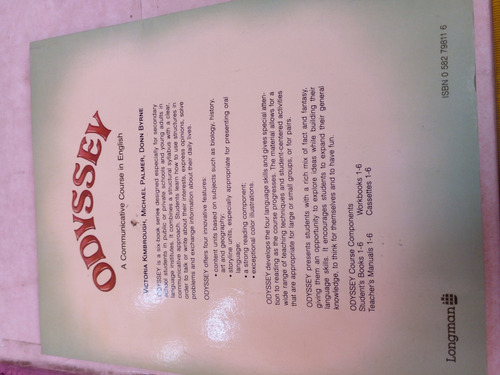 ODYSSEY
A Communicative Course in English
VICTORIA KIMBROUGH, MICHAEL PALMER, DONN BYRNE
ODYSSEY is a six-book series designed especially for secondary
school students in public or private schools and young adults in
language institutes. It combines a structural syllabus with a clear,
communicative approach. Students learn how to use structures in
order to talk or write about their interests, express opinions, solve
problems and exchange information about their daily lives.
ODYSSEY offers four innovative features:
• content units based on subjects such as biology, history,
art and geography;
• storyline units, especially appropriate for presenting oral
language;
• a strong reading component;
• exceptional color illustrations.
ODYSSEY develops the four language skills and gives special atten-
tion to reading as the course progresses. The material allows for a
wide range of teaching techniques and student-centered activities
that are appropriate for large or small groups, or for pairs.
ODYSSEY presents students with a rich mix of fact and fantasy,
giving them an opportunity to explore ideas while building their
language skills. It encourages students to expand their general
knowledge, to think for themselves and to have fun.
ODYSSEY Course Components
Student's Books 1-6 Workbooks 1-6
Teacher's Manuals 1-6 Cassettes 1-6
Longman
ISBN 0 582 79811 6